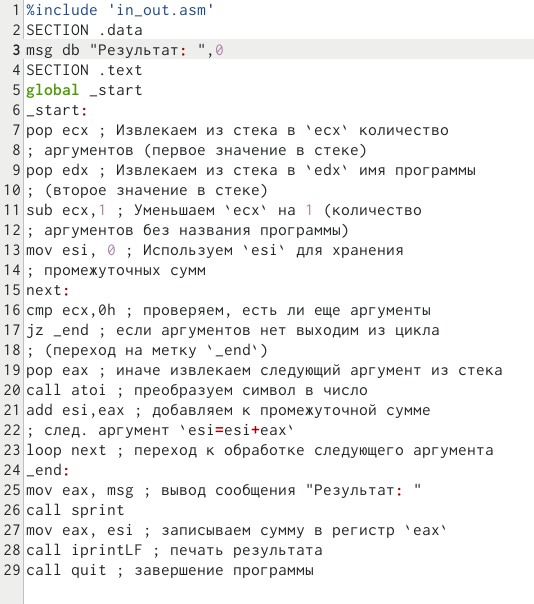 1 %include 'in_out.asm'
2 SECTION .data
3 msg db "Результат: ",0
4 SECTION .text
5 global _start
6 _start:
7 pop ecx ; Извлекаем из стека в `ecx` количество
8 ; аргументов (первое значение в стеке)
9 pop edx ; Извлекаем из стека в `edx` имя программы
10 ; (второе значение в стеке)
11 sub ecx,1 ; Уменьшаем `ecx` на 1 (количество
12 ; аргументов без названия программы)
13 mov esi, 0 ; Используем `esi` для хранения
14 ; промежуточных сумм
15 next:
16 cmp ecx,0h ; проверяем, есть ли еще аргументы
17 jz _end ; если аргументов нет выходим из цикла
18 ; (переход на метку `_end`)
19 pop eax ; иначе извлекаем следующий аргумент из стека
20 call atoi ; преобразуем символ в число
21 add esi,eax ; добавляем к промежуточной сумме
22 ; след. аргумент `esi=esi+eax`
23 loop next ; переход к обработке следующего аргумента
24 _end:
25 mov eax, msg ; вывод сообщения "Результат: "
26 call sprint
27 mov eax, esi ; записываем сумму в регистр `eax`
28 call iprintLF ; печать результата
29 call quit ; завершение программы